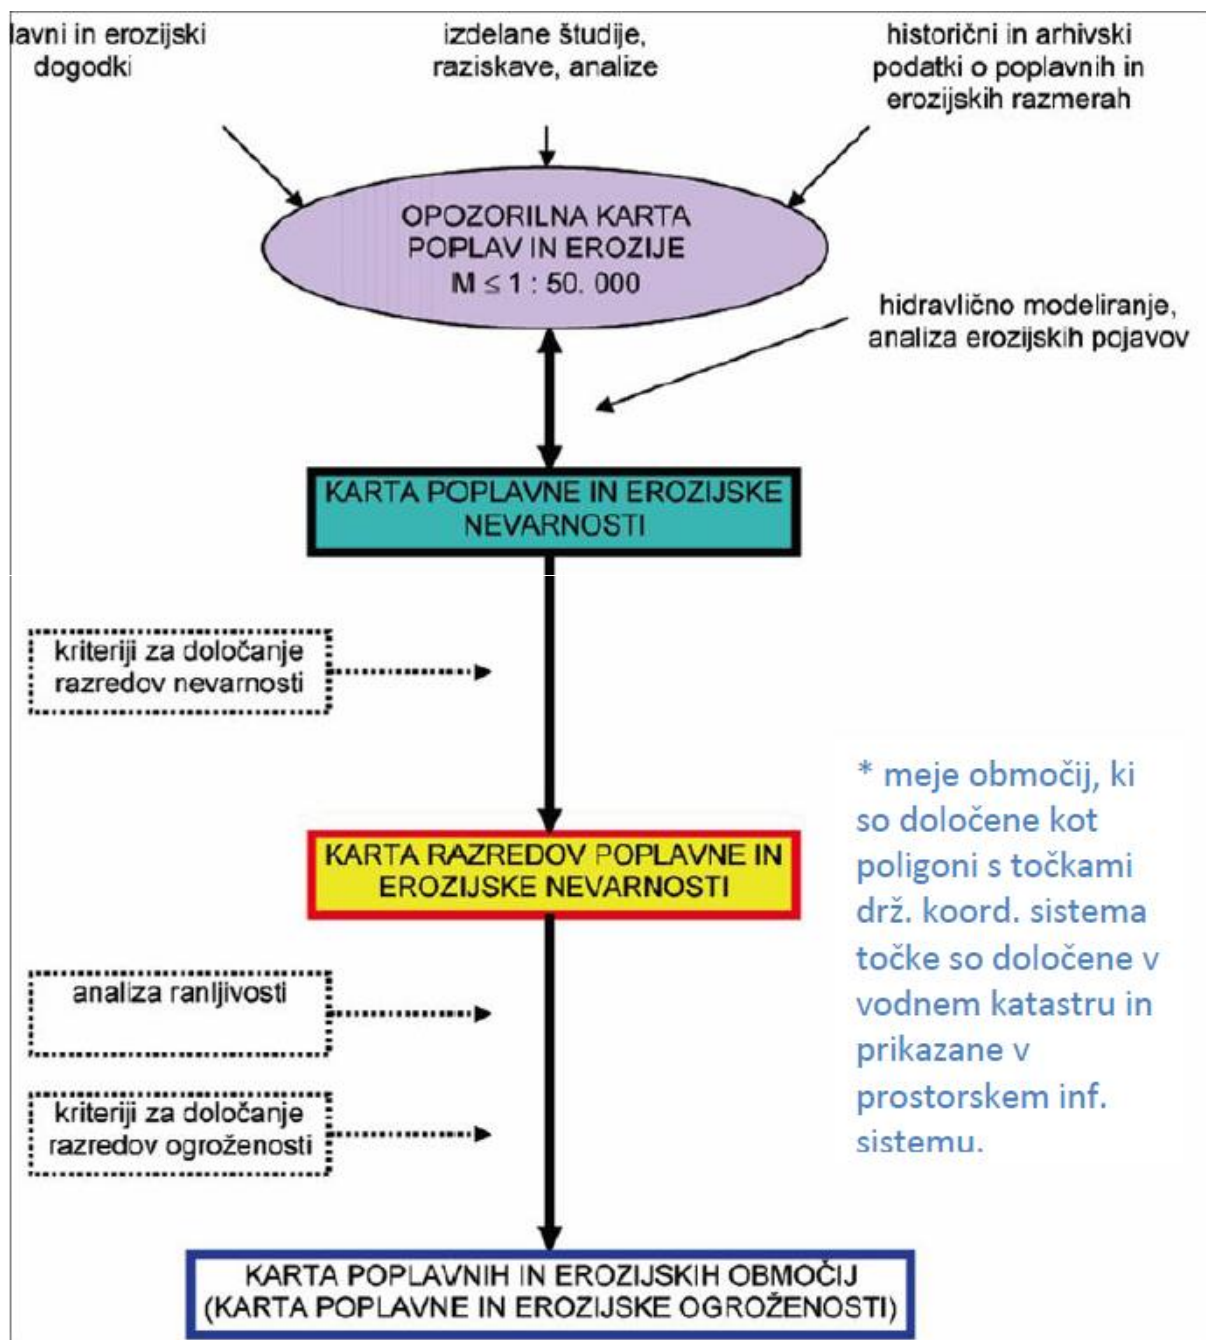 in erozijski
dogodki
izdelane študije,
raziskave, analize
historični in arhivski
podatki o poplavnih in
erozijskih razmerah
OPOZORILNA KARTA
POPLAV IN EROZIJE
M ≤ 1 : 50. 000
hidravlično modeliranje,
analiza erozijskih pojavov
KARTA POPLAVNE IN EROZIJSKE
NEVARNOSTI
kriteriji za določanje
razredov nevarnosti
KARTA RAZREDOV POPLAVNE IN
EROZIJSKE NEVARNOSTI
* meje območij, ki
so določene kot
poligoni s točkami
drž. koord. sistema
točke so določene v
vodnem katastru in
prikazane v
prostorskem inf.
sistemu.
analiza ranljivosti
kriteriji za določanje
razredov ogroženosti
KARTA POPLAVNIH IN EROZIJSKIH OBMOČIJ
(KARTA POPLAVNE IN EROZIJSKE OGROŽENOSTI)